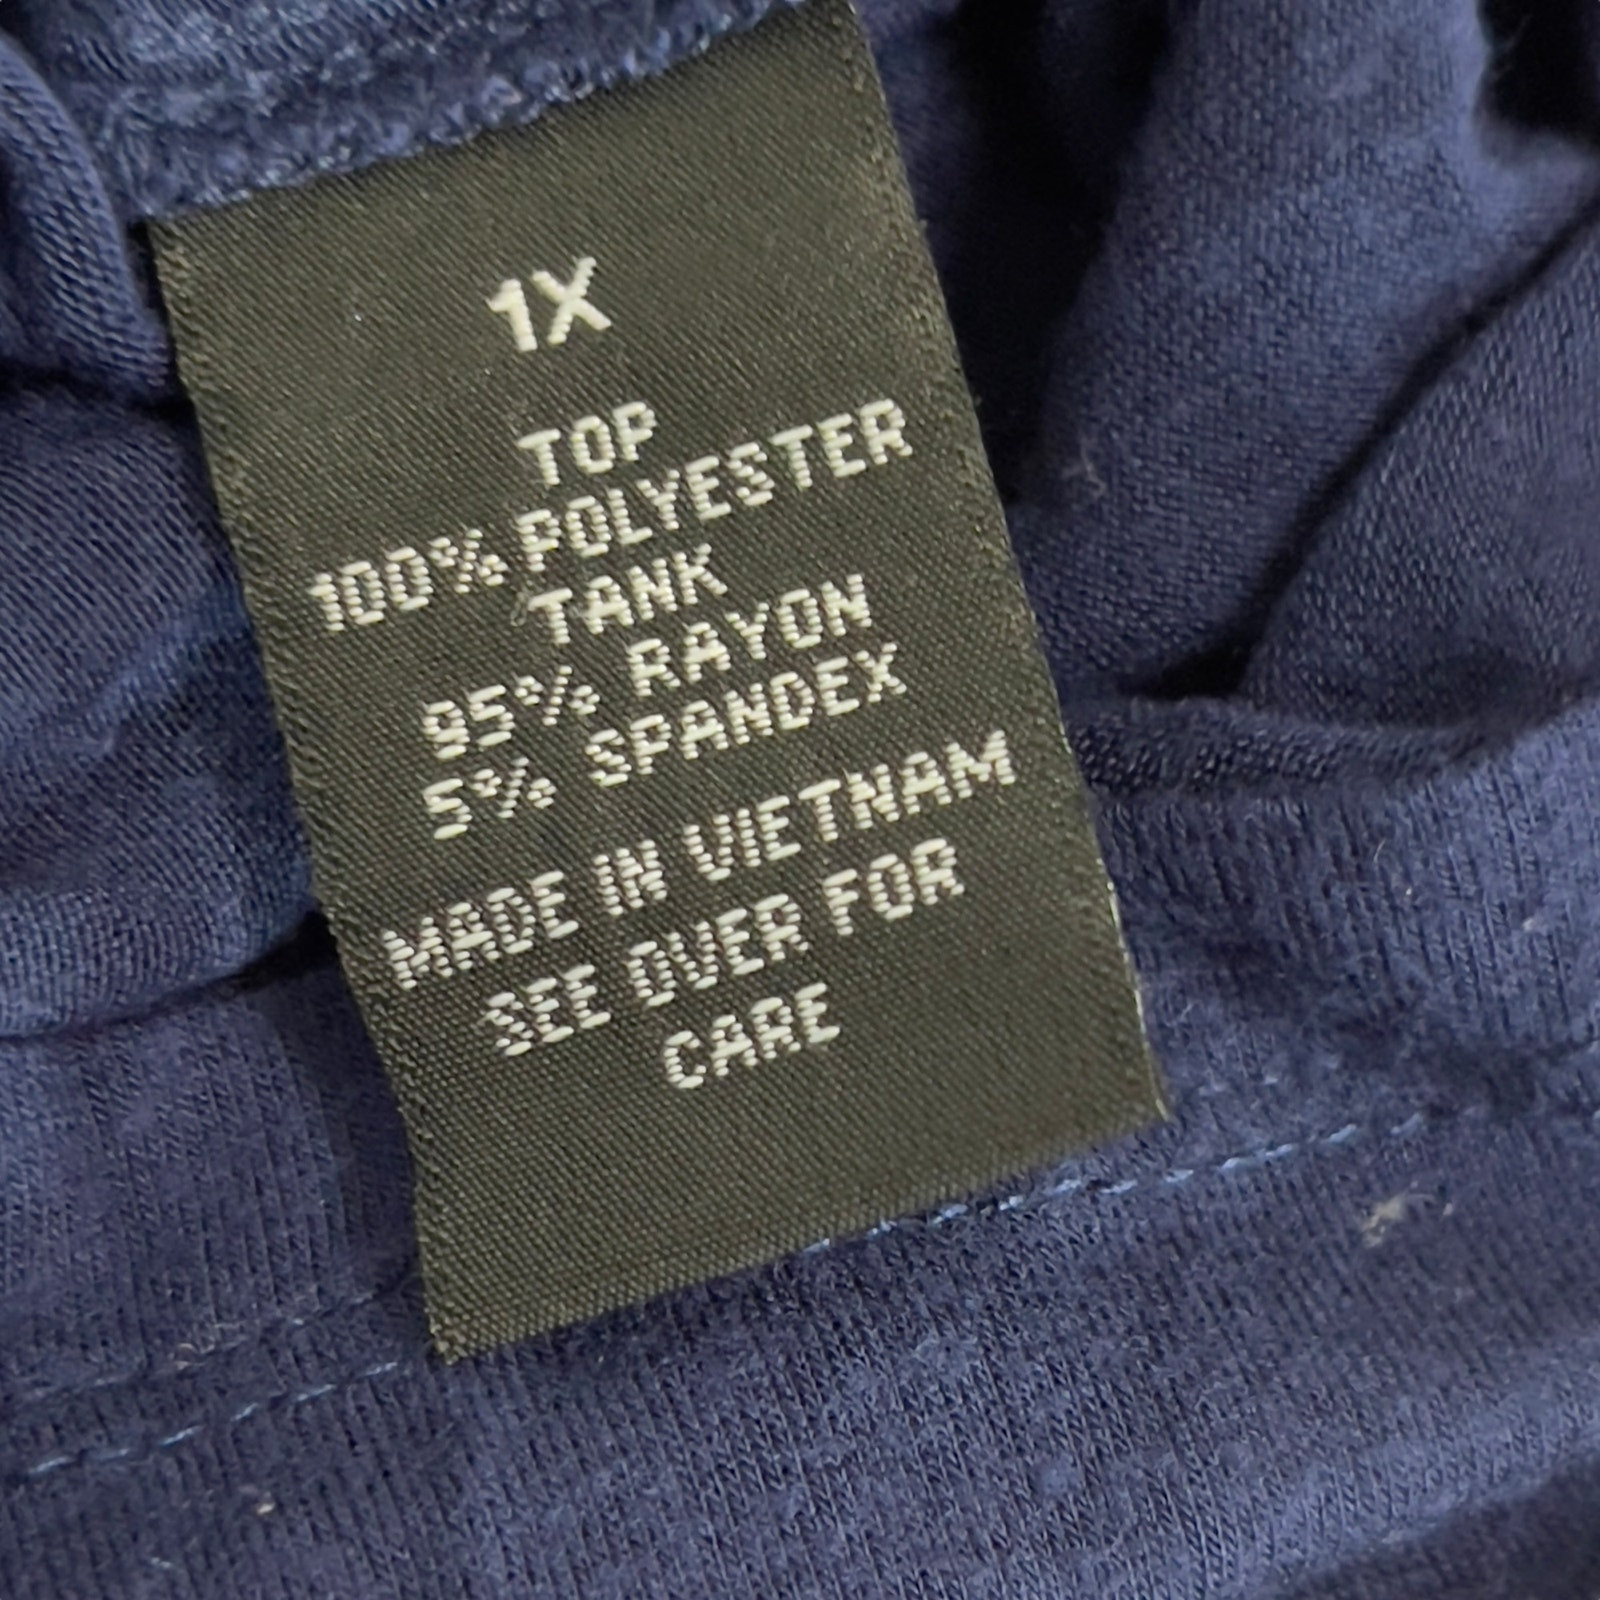 1X
TOP
100% POLYESTER
TANK
95% RAYON
5% SPANDEX
MADE IN VIETNAM
SEE OVER FOR
CARE